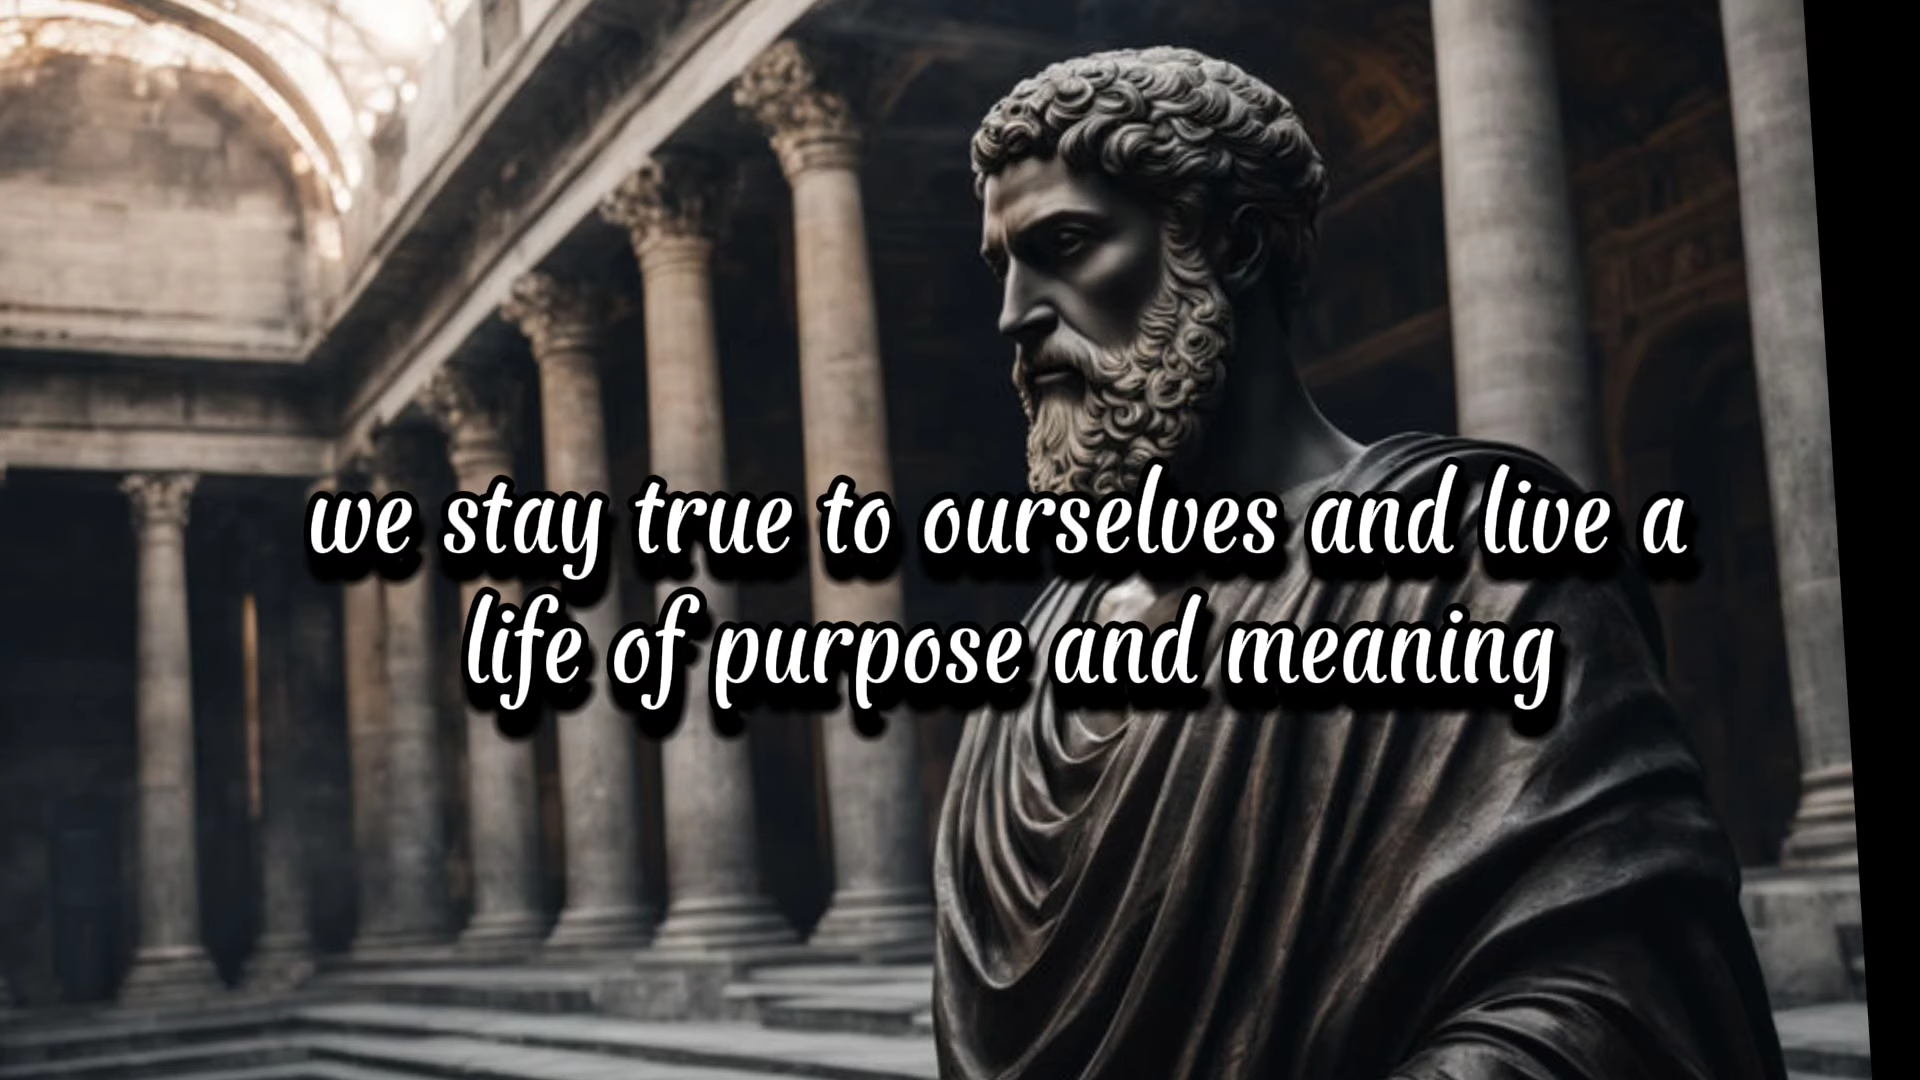 we stay true to ourselves and live a
life of purpose and meaning